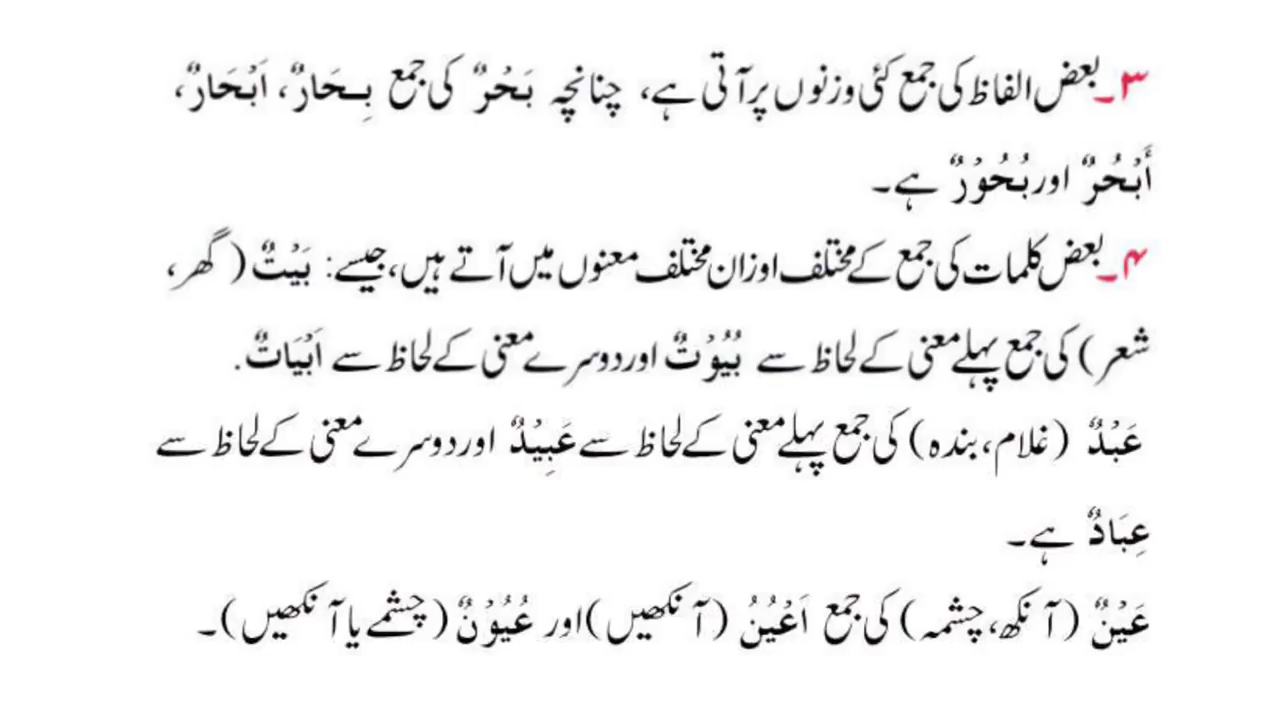 ۳۔ بعض الفاظ کی جمع کئی وزنوں پر آتی ہے، چنانچہ بَحْرٌ کی جمع بِحَارٌ، اَبْحَارٌ،
أَبْحُرٌ اور بُحُوْرٌ ہے۔
۴۔ بعض کلمات کی جمع کے مختلف اوزان مختلف معنوں میں آتے ہیں، جیسے: بَيْتٌ (گھر،
شعر) کی جمع پہلے معنی کے لحاظ سے بُيُوْتٌ اور دوسرے معنی کے لحاظ سے اَبْيَاتٌ.
عَبْدٌ (غلام، بندہ) کی جمع پہلے معنی کے لحاظ سے عَبِيْدٌ اور دوسرے معنی کے لحاظ سے
عِبَادٌ ہے۔
عَيْنٌ (آنکھ، چشمہ) کی جمع اَعْيُنُ (آنکھیں) اور عُيُوْنٌ (چشمے یا آنکھیں)۔